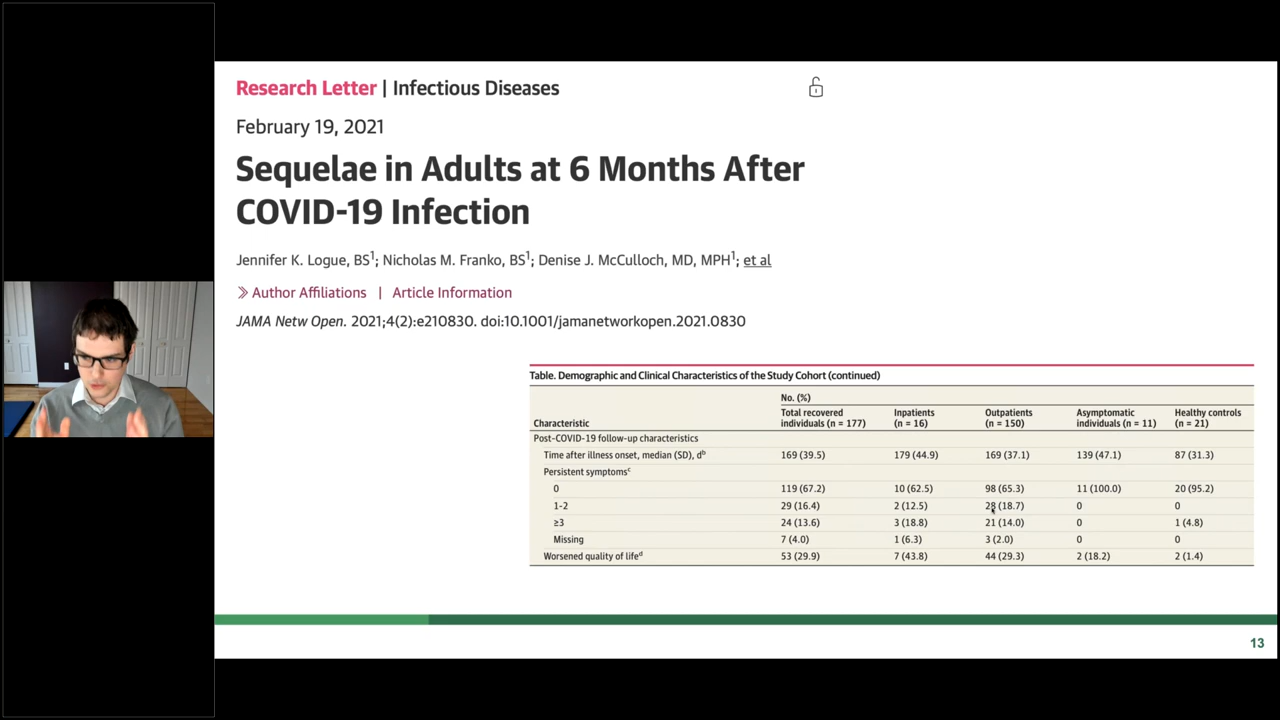 Research Letter | Infectious Diseases
February 19, 2021
Sequelae in Adults at 6 Months After
COVID-19 Infection
Jennifer K. Logue, BS1; Nicholas M. Franko, BS1; Denise J. McCulloch, MD, MPH1; et al
Author Affiliations | Article Information
JAMA Netw Open. 2021;4(2):e210830. doi:10.1001/jamanetworkopen.2021.0830
Table. Demographic and Clinical Characteristics of the Study Cohort (continued)
No. (%)
Total recovered Inpatients Outpatients Asymptomatic Healthy controls
Characteristic individuals (n = 177) (n = 16) (n = 150) individuals (n = 11) (n = 21)
Post-COVID-19 follow-up characteristics
Time after illness onset, median (SD), db 169 (39.5) 179 (44.9) 169 (37.1) 139 (47.1) 87 (31.3)
Persistent symptomsc
0 119 (67.2) 10 (62.5) 98 (65.3) 11 (100.0) 20 (95.2)
1-2 29 (16.4) 2 (12.5) 28 (18.7) 0 0
≥3 24 (13.6) 3 (18.8) 21 (14.0) 0 1 (4.8)
Missing 7 (4.0) 1 (6.3) 3 (2.0) 0 0
Worsened quality of lifed 53 (29.9) 7 (43.8) 44 (29.3) 2 (18.2) 2 (1.4)
13